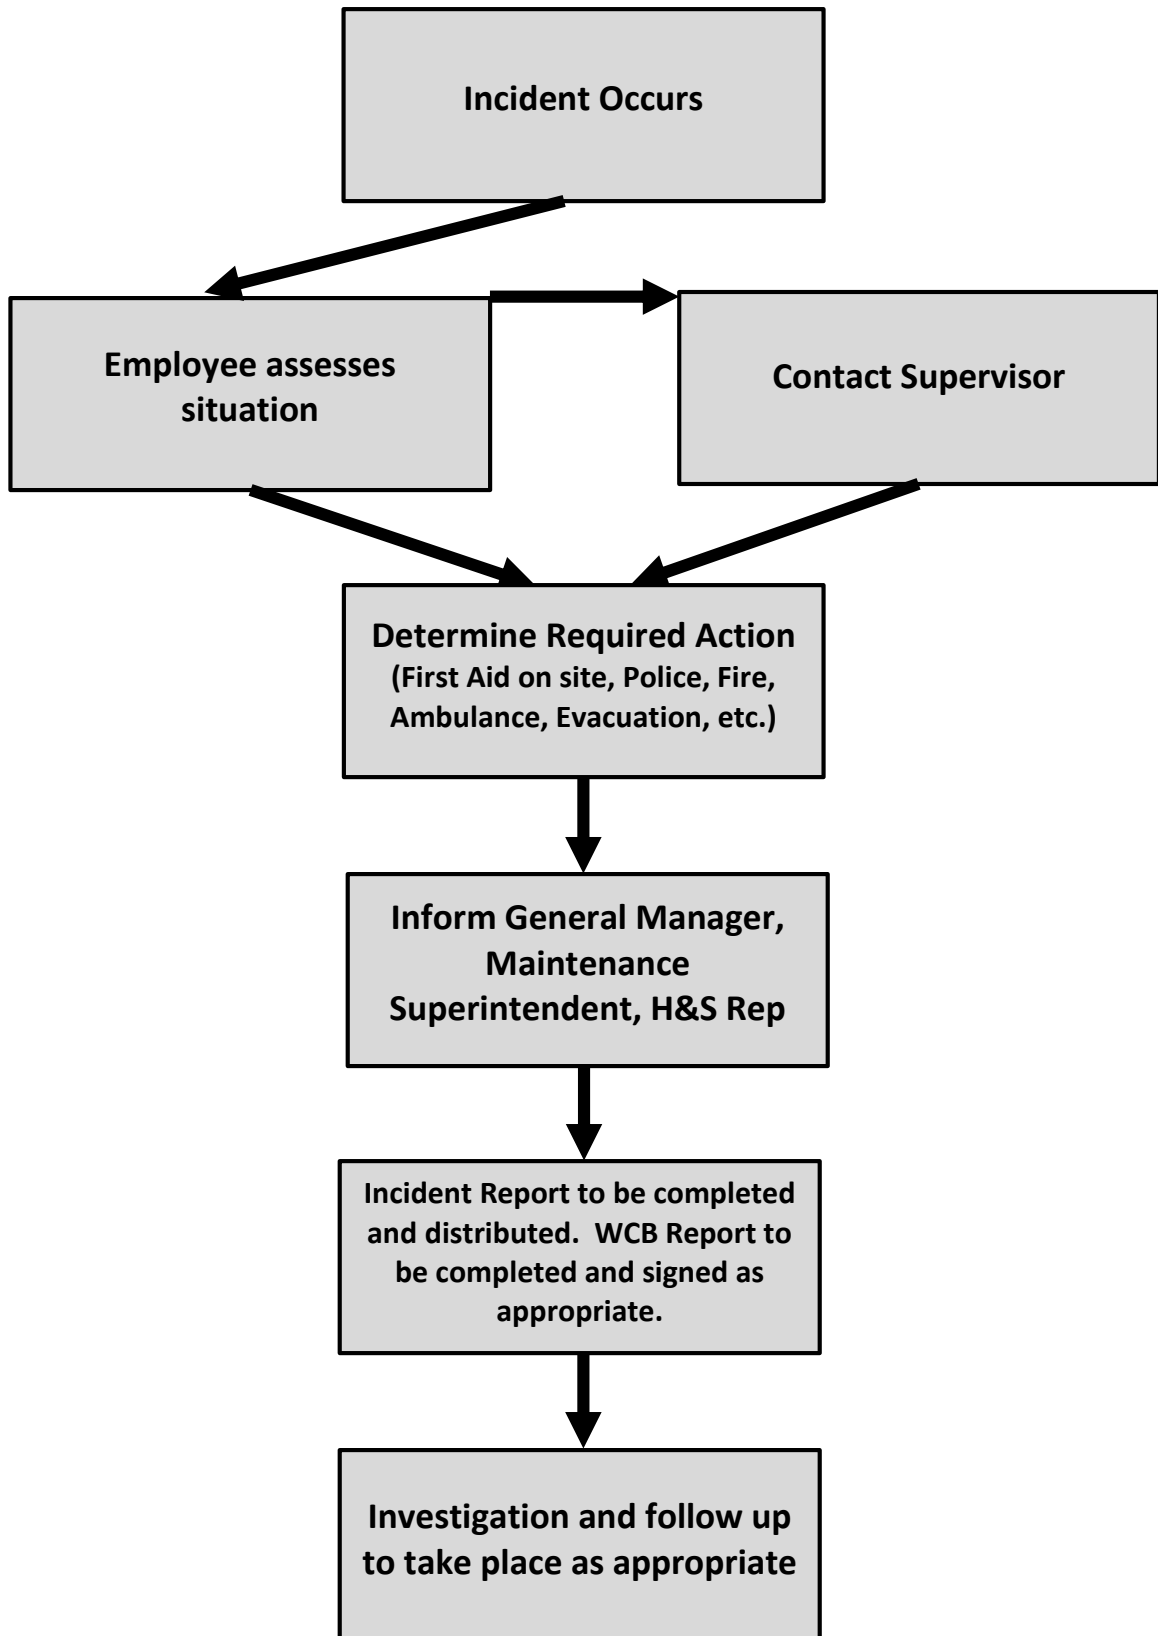 Incident Occurs
Employee assesses
situation
Contact Supervisor
Determine Required Action
(First Aid on site, Police, Fire,
Ambulance, Evacuation, etc.)
Inform General Manager,
Maintenance
Superintendent, H&S Rep
Incident Report to be completed
and distributed.  WCB Report to
be completed and signed as
appropriate.
Investigation and follow up
to take place as appropriate